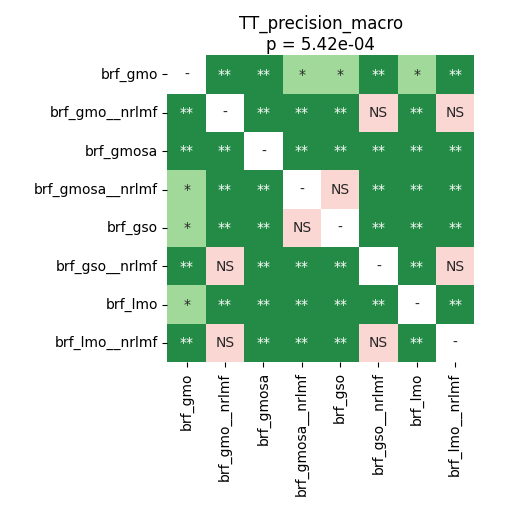 TT_precision_macro
p = 5.42e-04
brf_gmo - ** ** * * ** * **
brf_gmo__nrlmf ** - ** ** ** NS ** NS
brf_gmosa ** ** - ** ** ** ** **
brf_gmosa__nrlmf * ** ** - NS ** ** **
brf_gso * ** ** NS - ** ** **
brf_gso__nrlmf ** NS ** ** ** - ** NS
brf_lmo * ** ** ** ** ** - **
brf_lmo__nrlmf ** NS ** ** ** NS ** -
brf_gmo
brf_gmo__nrlmf
brf_gmosa
brf_gmosa__nrlmf
brf_gso
brf_gso__nrlmf
brf_lmo
brf_lmo__nrlmf